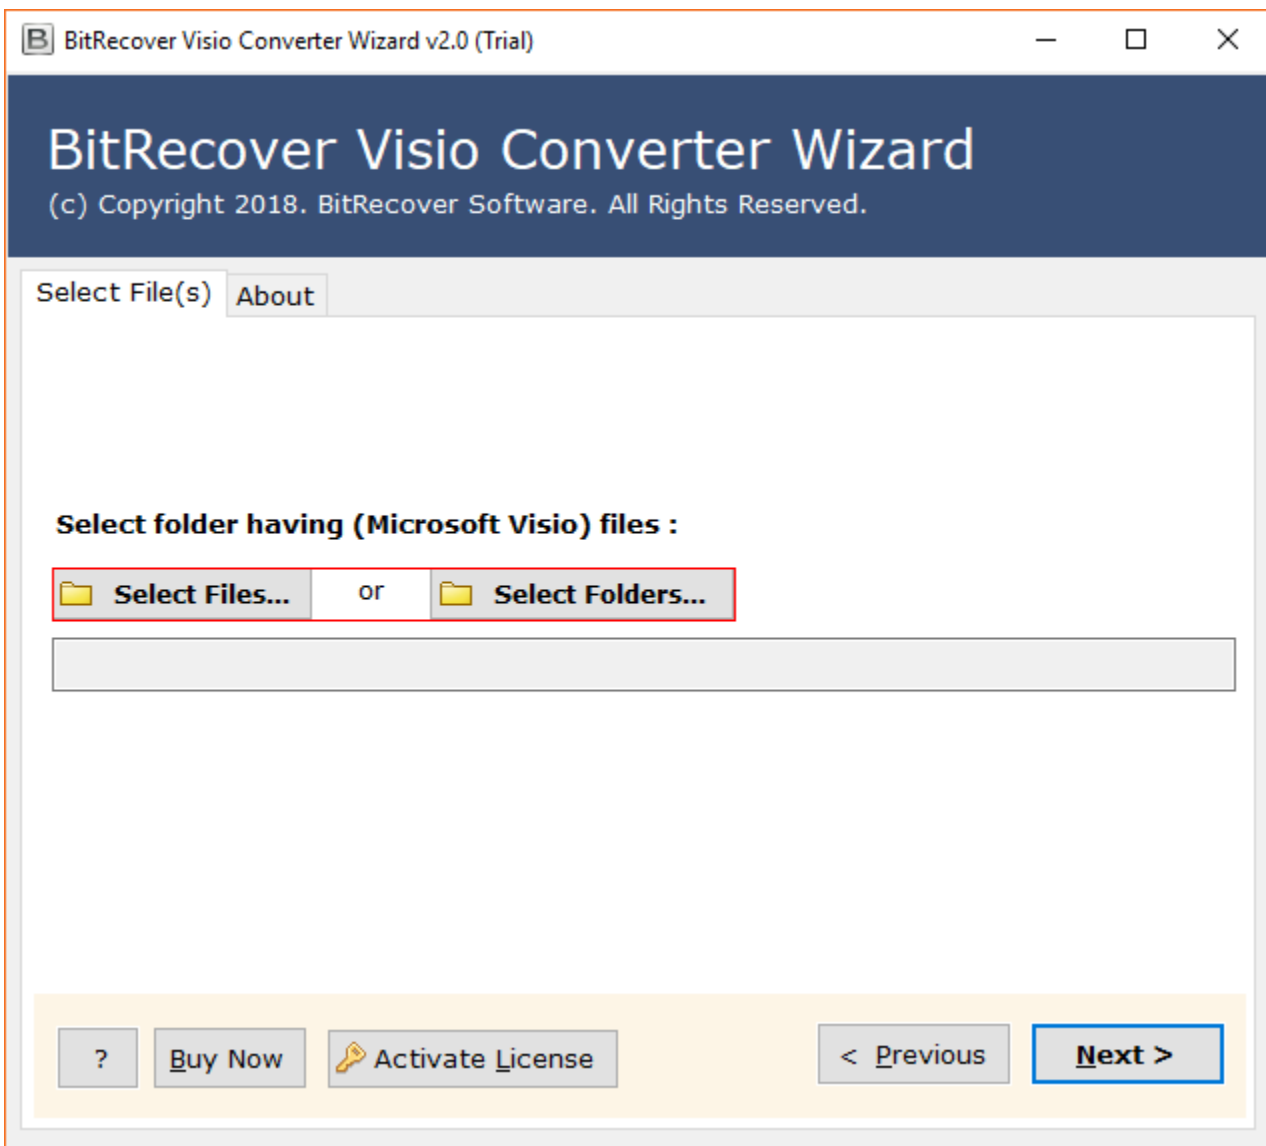 BitRecover Visio Converter Wizard v2.0 (Trial)
BitRecover Visio Converter Wizard
(c) Copyright 2018. BitRecover Software. All Rights Reserved.
Select File(s) About
Select folder having (Microsoft Visio) files :
Select Files... or Select Folders...
? Buy Now Activate License < Previous Next >